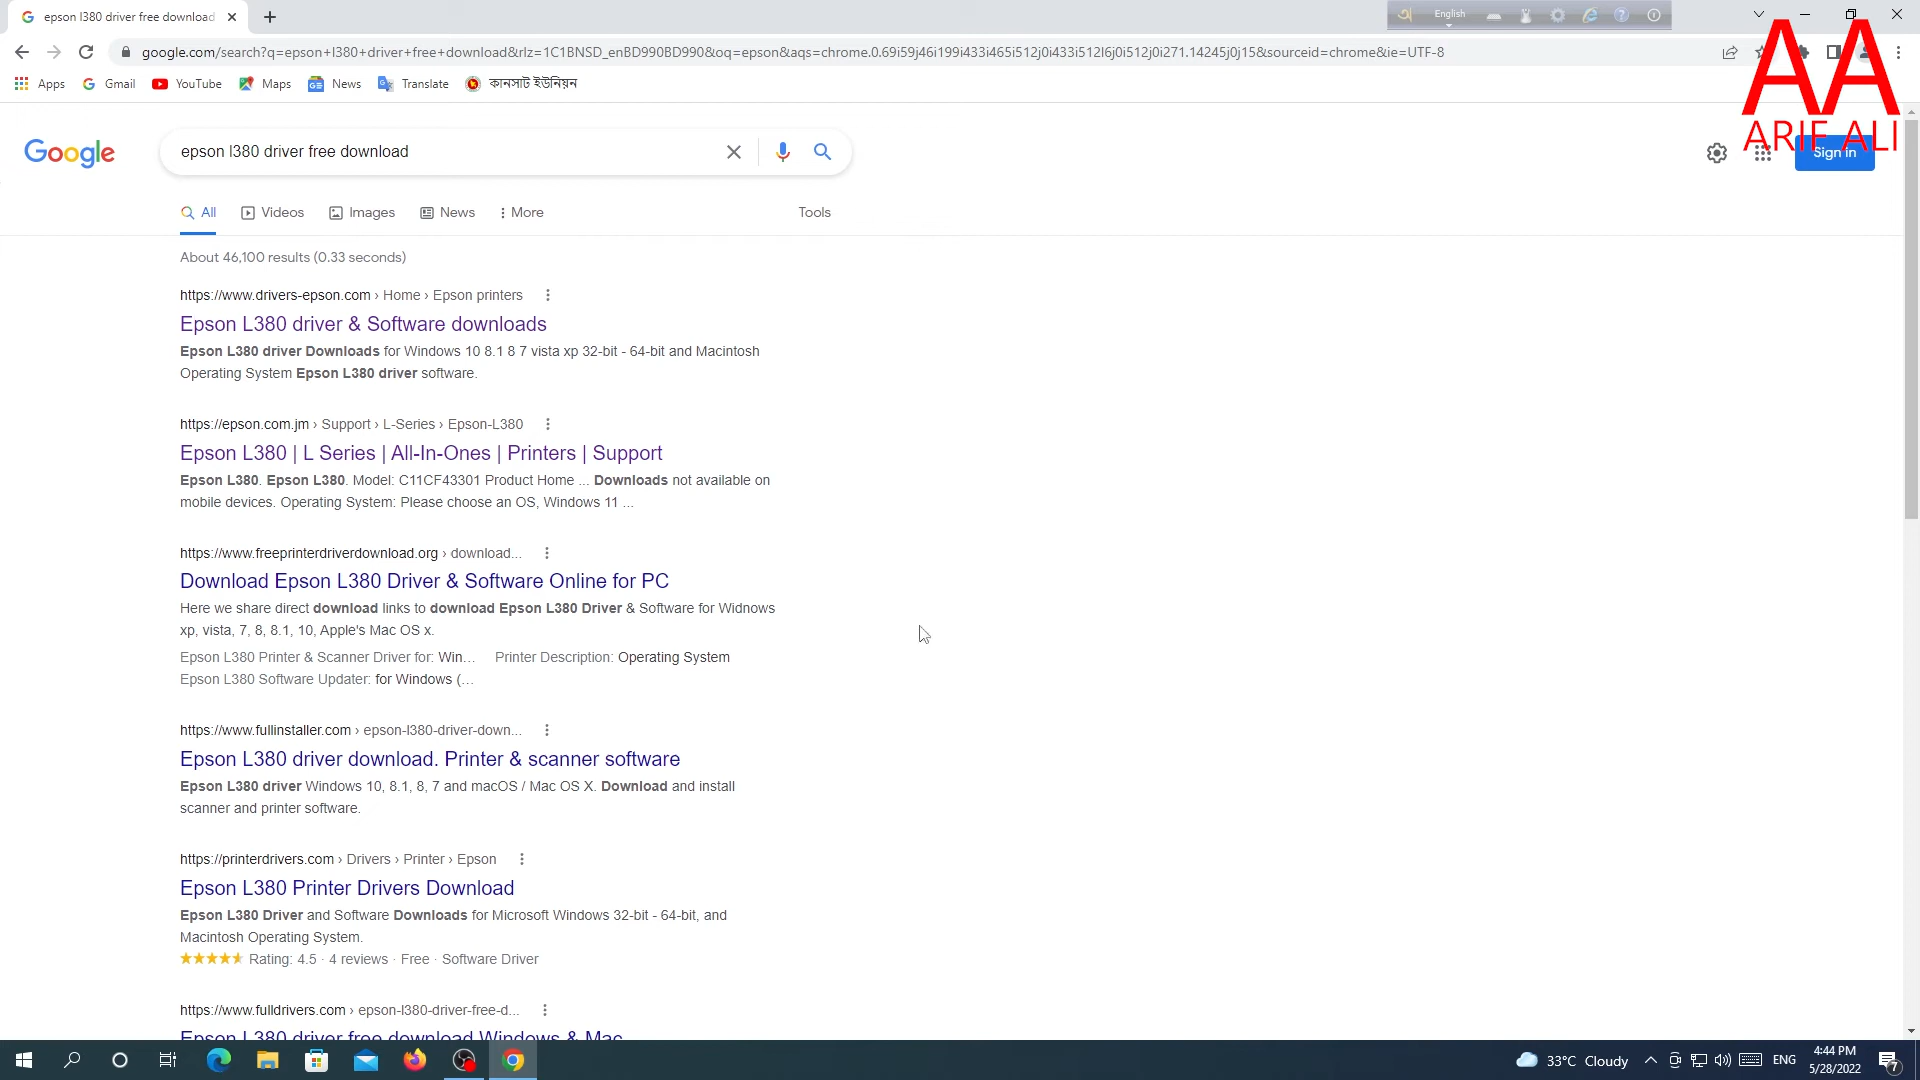 epson l380 driver free download
English
google.com/search?q=epson+l380+driver+free+download&rlz=1C1BNSD_enBD990BD990&oq=epson&aqs=chrome.0.69i59j46i199i433i465i512j0i433i512l6j0i512j0i271.14245j0j15&sourceid=chrome&ie=UTF-8
Apps Gmail YouTube Maps News Translate কানসাট ইউনিয়ন
AA
ARIF ALI
Google
epson l380 driver free download
Sign in
All Videos Images News More Tools
About 46,100 results (0.33 seconds)
https://www.drivers-epson.com › Home › Epson printers
Epson L380 driver & Software downloads
Epson L380 driver Downloads for Windows 10 8.1 8 7 vista xp 32-bit - 64-bit and Macintosh
Operating System Epson L380 driver software.
https://epson.com.jm › Support › L-Series › Epson-L380
Epson L380 | L Series | All-In-Ones | Printers | Support
Epson L380. Epson L380. Model: C11CF43301 Product Home ... Downloads not available on
mobile devices. Operating System: Please choose an OS, Windows 11 ...
https://www.freeprinterdriverdownload.org › download...
Download Epson L380 Driver & Software Online for PC
Here we share direct download links to download Epson L380 Driver & Software for Widnows
xp, vista, 7, 8, 8.1, 10, Apple's Mac OS x.
Epson L380 Printer & Scanner Driver for: Win... Printer Description: Operating System
Epson L380 Software Updater: for Windows (...
https://www.fullinstaller.com › epson-l380-driver-down...
Epson L380 driver download. Printer & scanner software
Epson L380 driver Windows 10, 8.1, 8, 7 and macOS / Mac OS X. Download and install
scanner and printer software.
https://printerdrivers.com › Drivers › Printer › Epson
Epson L380 Printer Drivers Download
Epson L380 Driver and Software Downloads for Microsoft Windows 32-bit - 64-bit, and
Macintosh Operating System.
Rating: 4.5 · 4 reviews · Free · Software Driver
https://www.fulldrivers.com › epson-l380-driver-free-d...
Epson L380 driver free download Windows & Mac
33°C Cloudy ENG 4:44 PM
5/28/2022 7